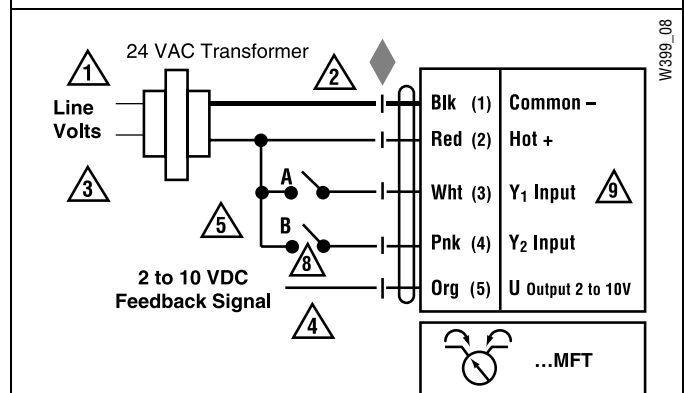 W399_08
24 VAC Transformer
1
2
Line
Volts
3
Blk (1) Common –
Red (2) Hot +
A
Wht (3) Y₁ Input
9
5
B
Pnk (4) Y₂ Input
8
2 to 10 VDC
Feedback Signal
Org (5) U Output 2 to 10V
4
...MFT